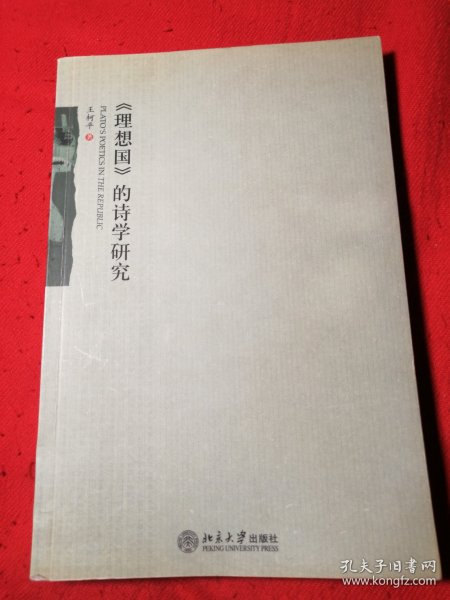 《理想国》的诗学研究
PLATO'S POETICS IN THE REPUBLIC
王柯平 著
北京大学出版社
PEKING UNIVERSITY PRESS
孔夫子旧书网
www.kongfz.com